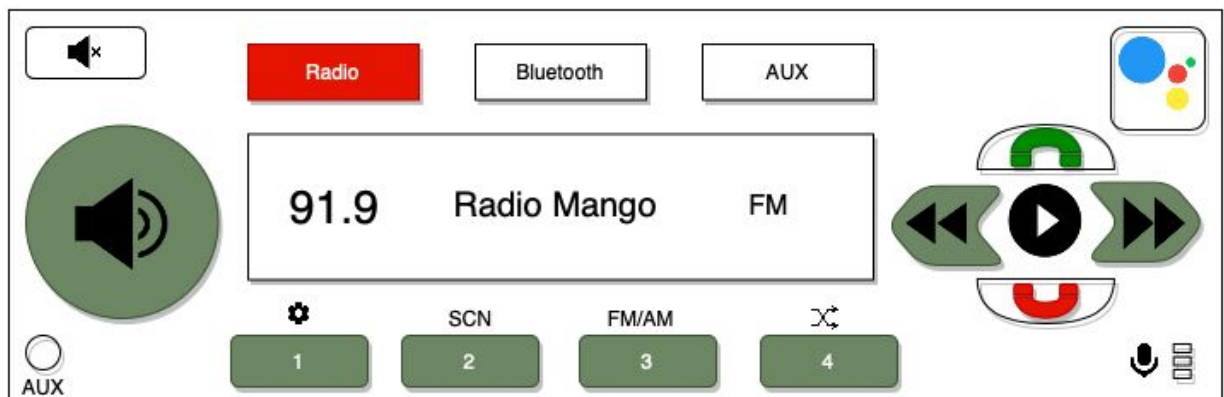 Radio
Bluetooth
AUX
91.9 Radio Mango FM
SCN
FM/AM
1
2
3
4
AUX